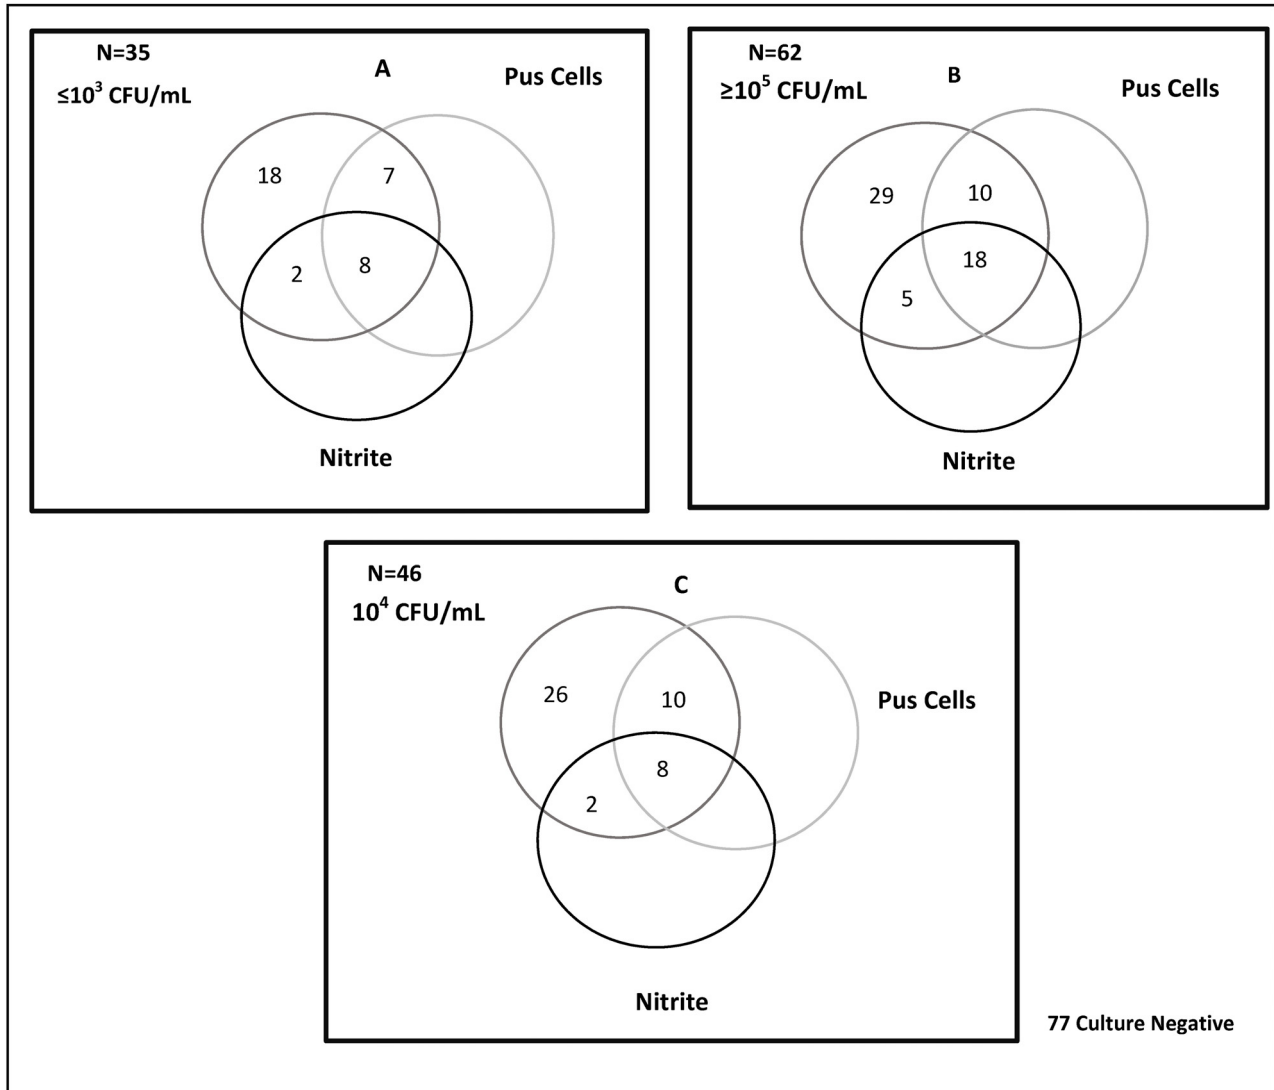 N=35
≤10³ CFU/mL
A
Pus Cells
18
7
2
8
Nitrite
N=62
≥10⁵ CFU/mL
B
Pus Cells
29
10
18
5
Nitrite
N=46
10⁴ CFU/mL
C
26
10
Pus Cells
8
2
Nitrite
77 Culture Negative